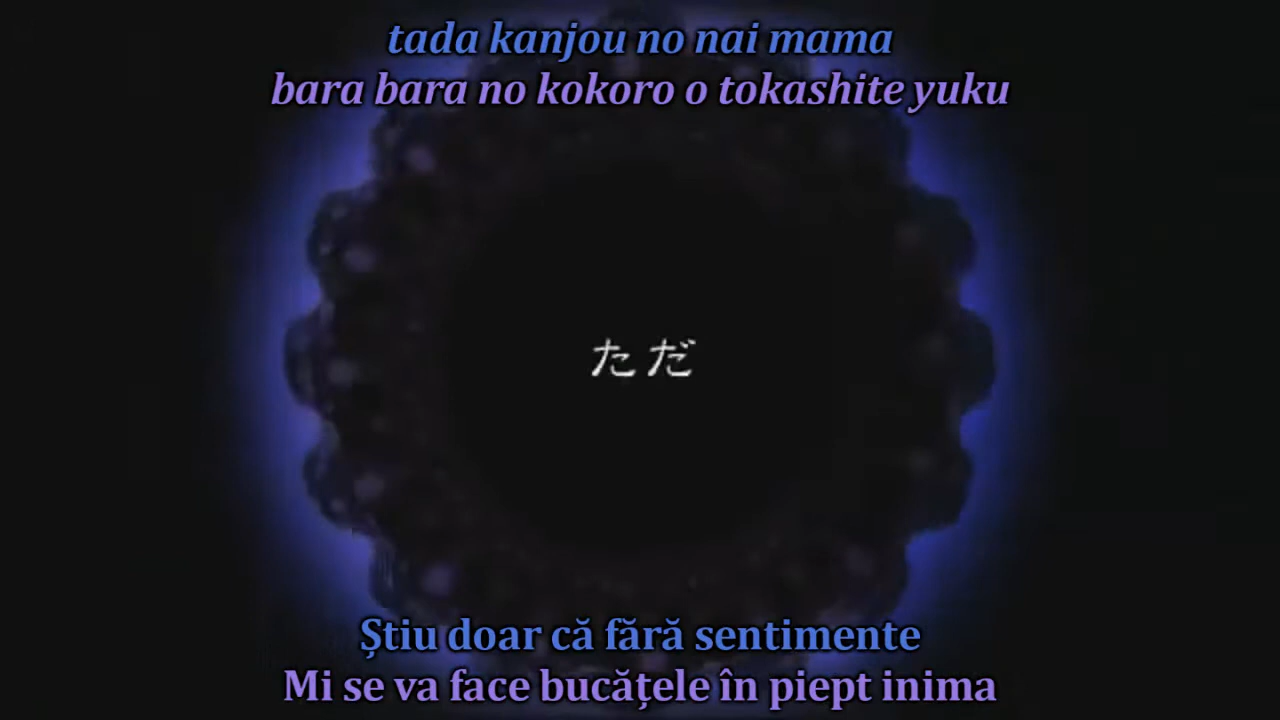 tada kanjou no nai mama
bara bara no kokoro o tokashite yuku
ただ
Știu doar că fără sentimente
Mi se va face bucățele în piept inima